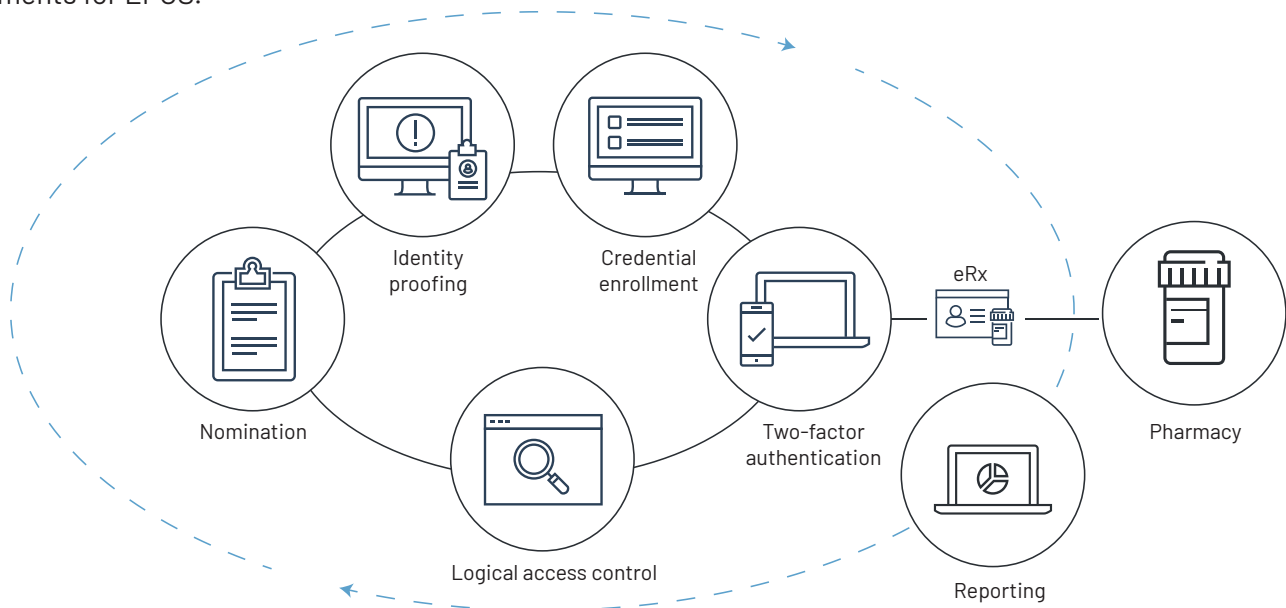 Identity
proofing
Credential
enrollment
eRx
Nomination
Two-factor
authentication
Pharmacy
Logical access control
Reporting